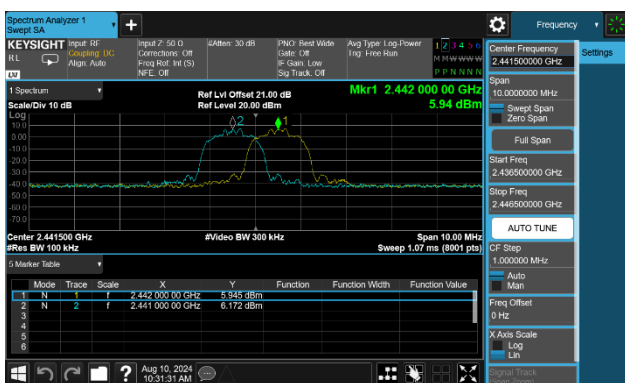 Spectrum Analyzer 1
Swept SA
+
Frequency
KEYSIGHT
RL
Input: RF
Coupling: DC
Align: Auto
Input Z: 50 Ω
Corrections: Off
Freq Ref: Int (S)
NFE: Off
#Atten: 30 dB
PNO: Best Wide
Gate: Off
IF Gain: Low
Sig Track: Off
Avg Type: Log-Power
Trig: Free Run
1 2 3 4 5 6
M M W W W W
P P N N N N
LV
1 Spectrum
Scale/Div 10 dB
Ref Lvl Offset 21.00 dB
Ref Level 20.00 dBm
Mkr1 2.442 000 00 GHz
5.94 dBm
Log
10.0
0.00
-10.0
-20.0
-30.0
-40.0
-50.0
-60.0
-70.0
2
1
Center 2.441500 GHz
#Res BW 100 kHz
#Video BW 300 kHz
Span 10.00 MHz
Sweep 1.07 ms (8001 pts)
5 Marker Table
Mode Trace Scale X Y Function Function Width Function Value
1 N 1 f 2.442 000 00 GHz 5.945 dBm
2 N 2 f 2.441 000 00 GHz 6.172 dBm
3
4
5
6
?
Aug 10, 2024
10:31:31 AM
Center Frequency
2.441500000 GHz
Settings
Span
10.0000000 MHz
Swept Span
Zero Span
Full Span
Start Freq
2.436500000 GHz
Stop Freq
2.446500000 GHz
AUTO TUNE
CF Step
1.000000 MHz
Auto
Man
Freq Offset
0 Hz
X Axis Scale
Log
Lin
Signal Track
(Span Zoom)